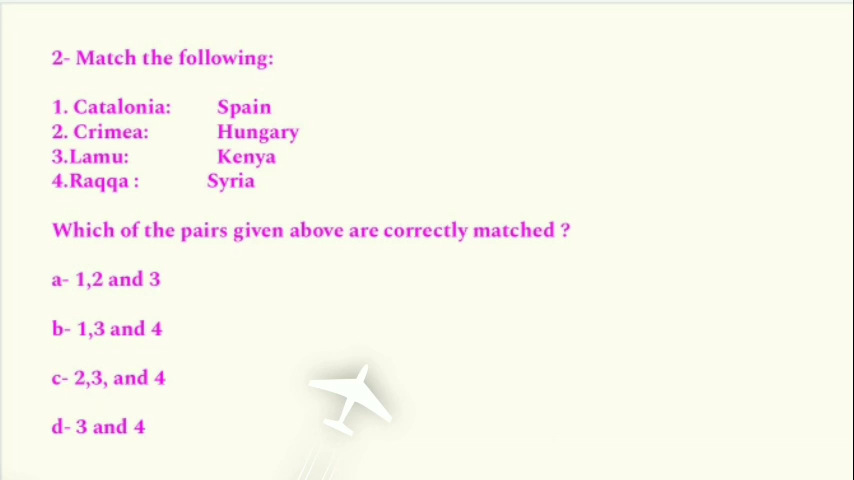 2- Match the following:
1. Catalonia: Spain
2. Crimea: Hungary
3.Lamu: Kenya
4.Raqqa : Syria
Which of the pairs given above are correctly matched ?
a- 1,2 and 3
b- 1,3 and 4
c- 2,3, and 4
d- 3 and 4